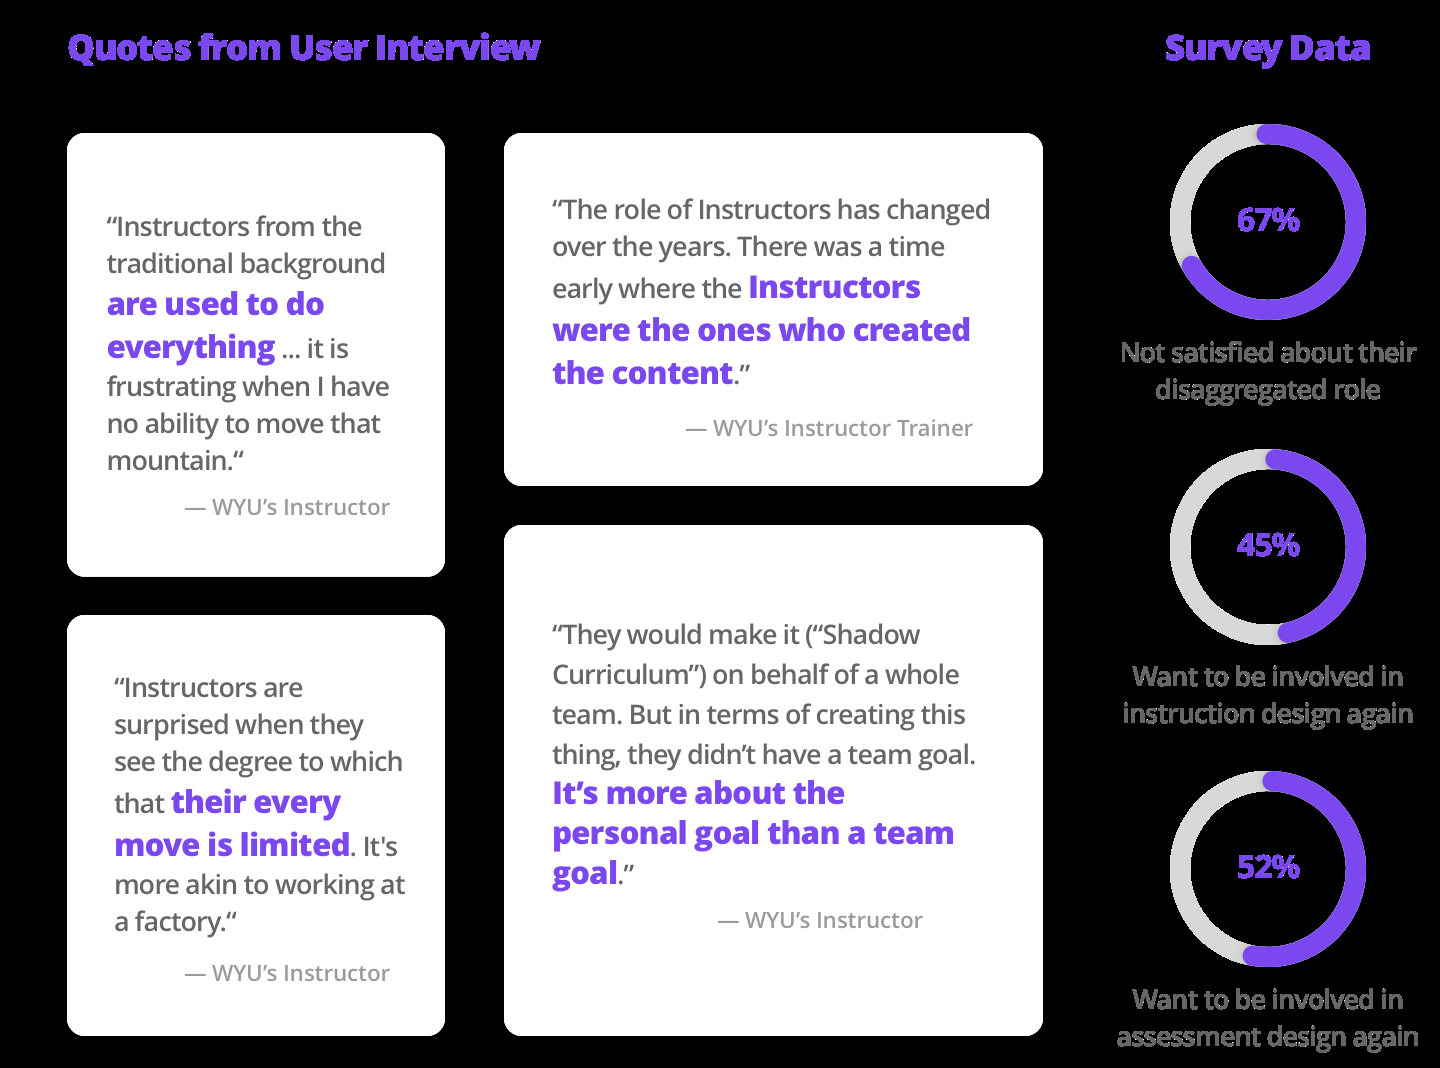 Quotes from User Interview
“Instructors from the
traditional background
are used to do
everything ... it is
frustrating when I have
no ability to move that
mountain.“
— WYU’s Instructor
“Instructors are
surprised when they
see the degree to which
that their every
move is limited. It's
more akin to working at
a factory.“
— WYU’s Instructor
“The role of Instructors has changed
over the years. There was a time
early where the Instructors
were the ones who created
the content.”
— WYU’s Instructor Trainer
“They would make it (“Shadow
Curriculum”) on behalf of a whole
team. But in terms of creating this
thing, they didn’t have a team goal.
It’s more about the
personal goal than a team
goal.”
— WYU’s Instructor
Survey Data
67%
Not satisfied about their
disaggregated role
45%
Want to be involved in
instruction design again
52%
Want to be involved in
assessment design again